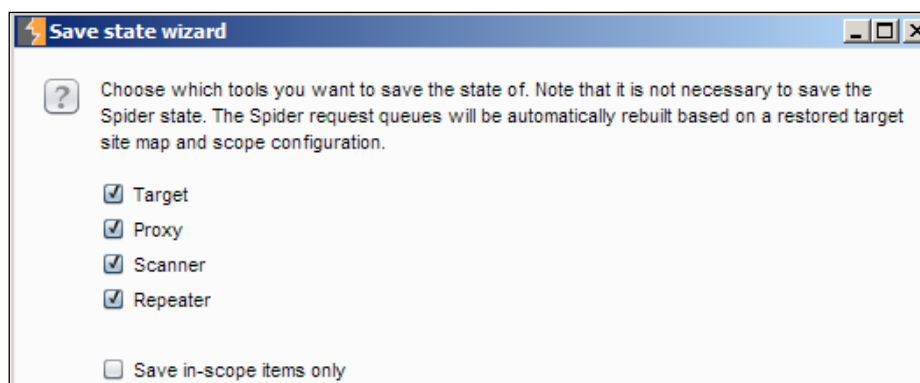 Save state wizard
Choose which tools you want to save the state of. Note that it is not necessary to save the
Spider state. The Spider request queues will be automatically rebuilt based on a restored target
site map and scope configuration.
Target
Proxy
Scanner
Repeater
Save in-scope items only